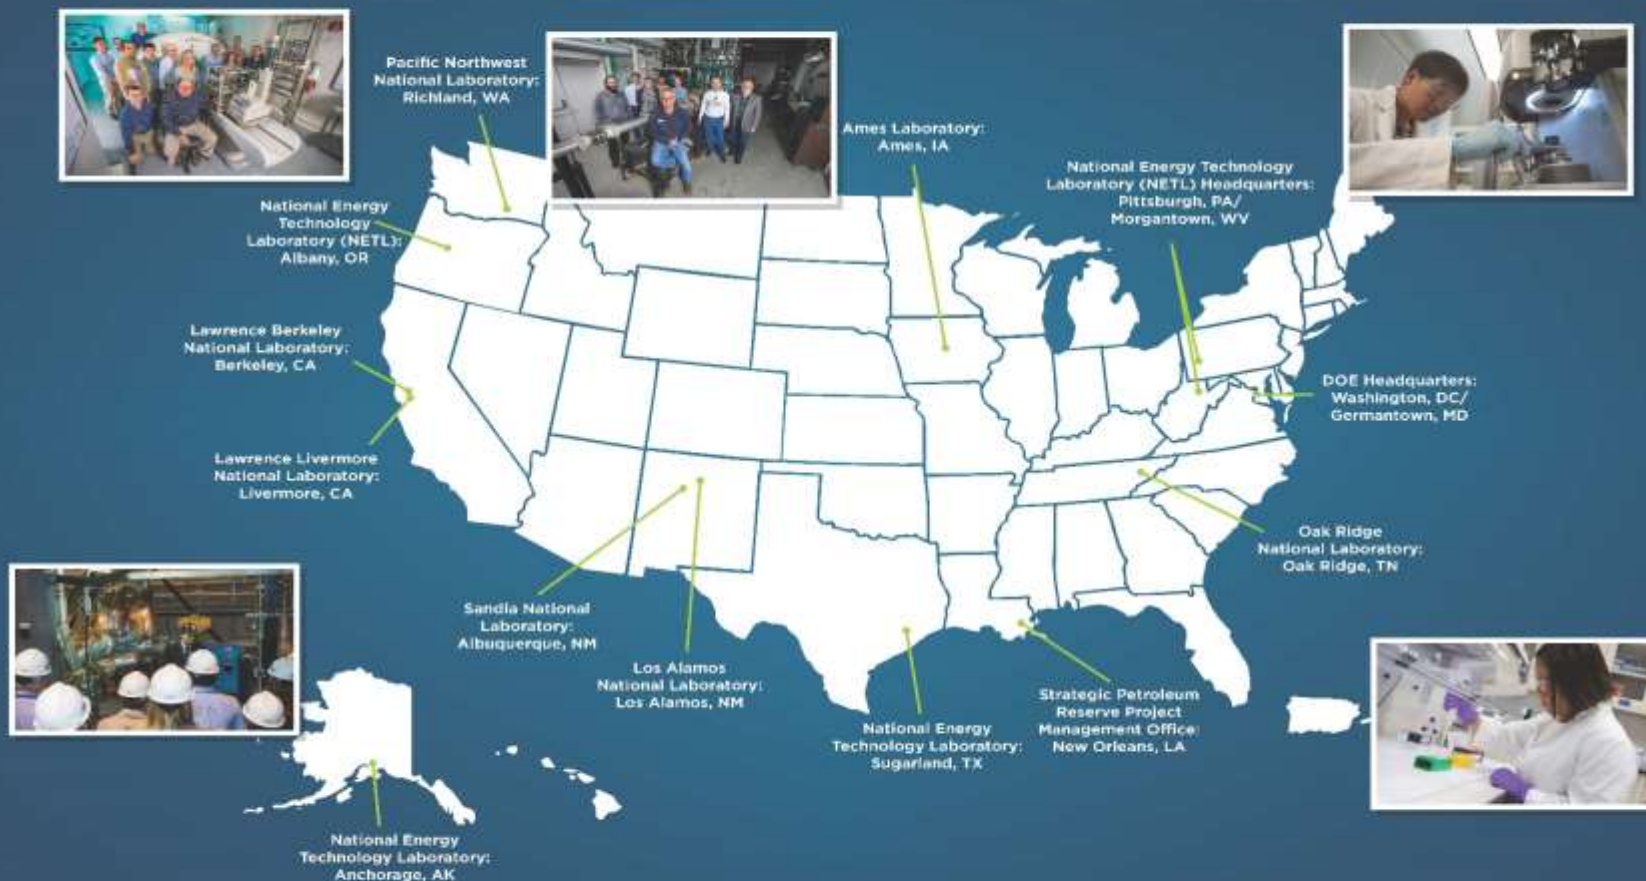 Pacific Northwest
National Laboratory:
Richland, WA
Ames Laboratory:
Ames, IA
National Energy Technology
Laboratory (NETL) Headquarters:
Pittsburgh, PA/
Morgantown, WV
National Energy
Technology
Laboratory (NETL):
Albany, OR
Lawrence Berkeley
National Laboratory:
Berkeley, CA
DOE Headquarters:
Washington, DC/
Germantown, MD
Lawrence Livermore
National Laboratory:
Livermore, CA
Oak Ridge
National Laboratory:
Oak Ridge, TN
Sandia National
Laboratory:
Albuquerque, NM
Los Alamos
National Laboratory:
Los Alamos, NM
National Energy
Technology Laboratory:
Sugarland, TX
Strategic Petroleum
Reserve Project
Management Office:
New Orleans, LA
National Energy
Technology Laboratory:
Anchorage, AK